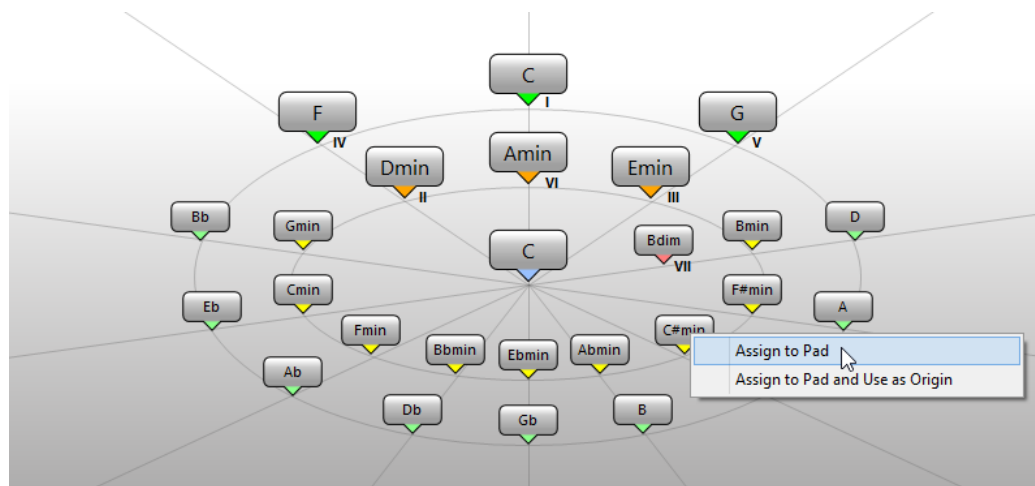 C
I
F
IV
G
V
Amin
VI
Dmin
II
Emin
III
Bb
Gmin
Bmin
D
C
Bdim
VII
Cmin
F#min
Eb
A
Fmin
C#min
Bbmin
Ebmin
Abmin
Assign to Pad
Assign to Pad and Use as Origin
Ab
Db
Gb
B